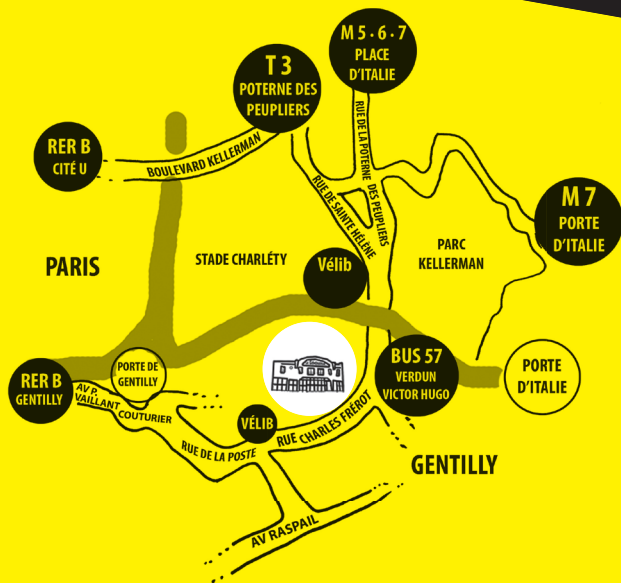 M 5 · 6 · 7
PLACE
D'ITALIE
T 3
POTERNE DES
PEUPLIERS
RER B
CITÉ U
BOULEVARD KELLERMAN
RUE DE LA POTERNE DES PEUPLIERS
RUE DE SAINTE HÉLÈNE
M 7
PORTE
D'ITALIE
PARC
KELLERMAN
STADE CHARLÉTY
Vélib
PARIS
PORTE DE
GENTILLY
RER B
GENTILLY
AV P.
VAILLANT
COUTURIER
BUS 57
VERDUN
VICTOR HUGO
PORTE
D'ITALIE
VÉLIB
RUE CHARLES FRÉROT
RUE DE LA POSTE
GENTILLY
AV RASPAIL